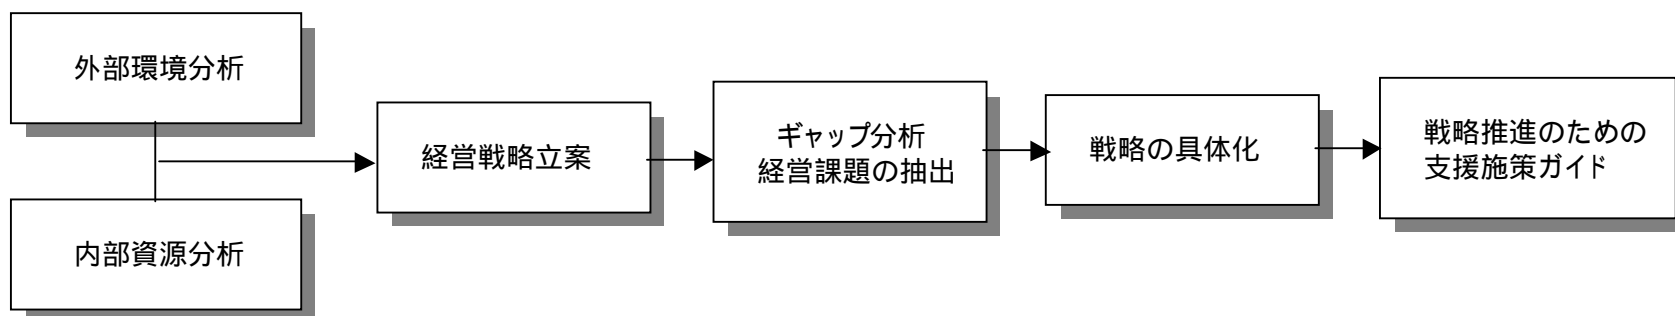 外部環境分析
内部資源分析
経営戦略立案
ギャップ分析
経営課題の抽出
戦略の具体化
戦略推進のための
支援施策ガイド